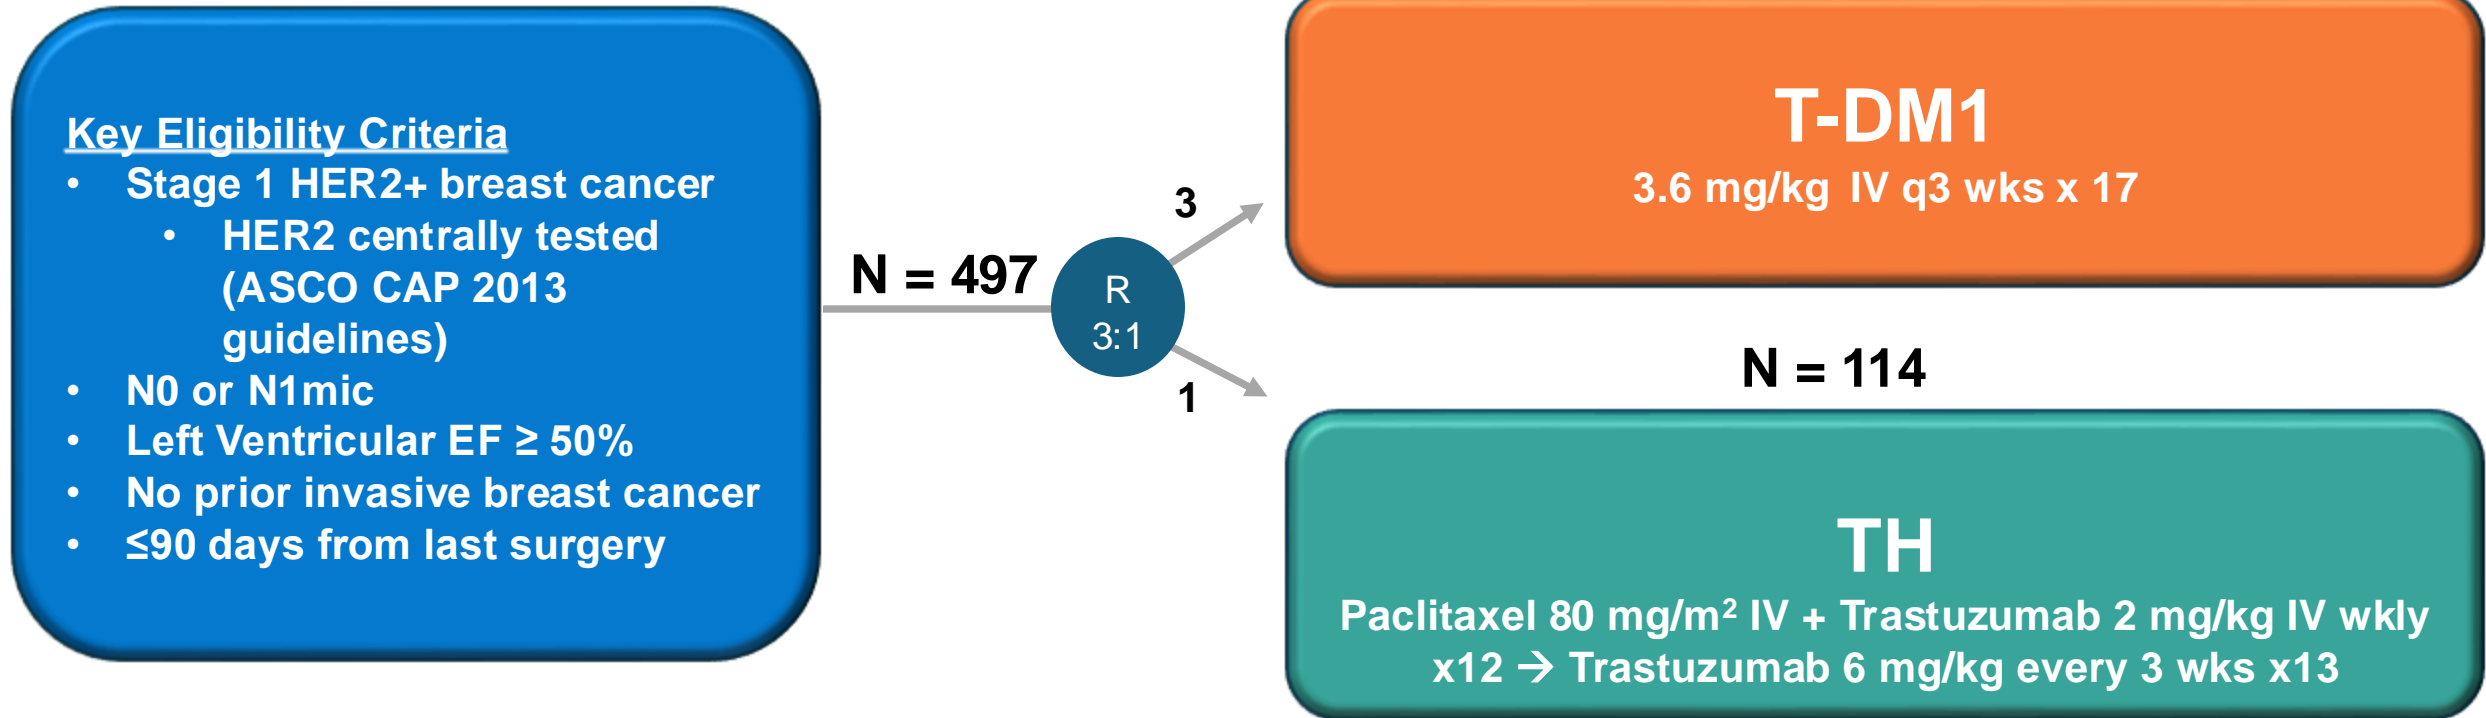 Key Eligibility Criteria
• Stage 1 HER2+ breast cancer
• HER2 centrally tested
(ASCO CAP 2013
guidelines)
• N0 or N1mic
• Left Ventricular EF ≥ 50%
• No prior invasive breast cancer
• ≤90 days from last surgery
N = 497
R
3:1
3
1
T-DM1
3.6 mg/kg IV q3 wks x 17
N = 114
TH
Paclitaxel 80 mg/m² IV + Trastuzumab 2 mg/kg IV wkly
x12 → Trastuzumab 6 mg/kg every 3 wks x13